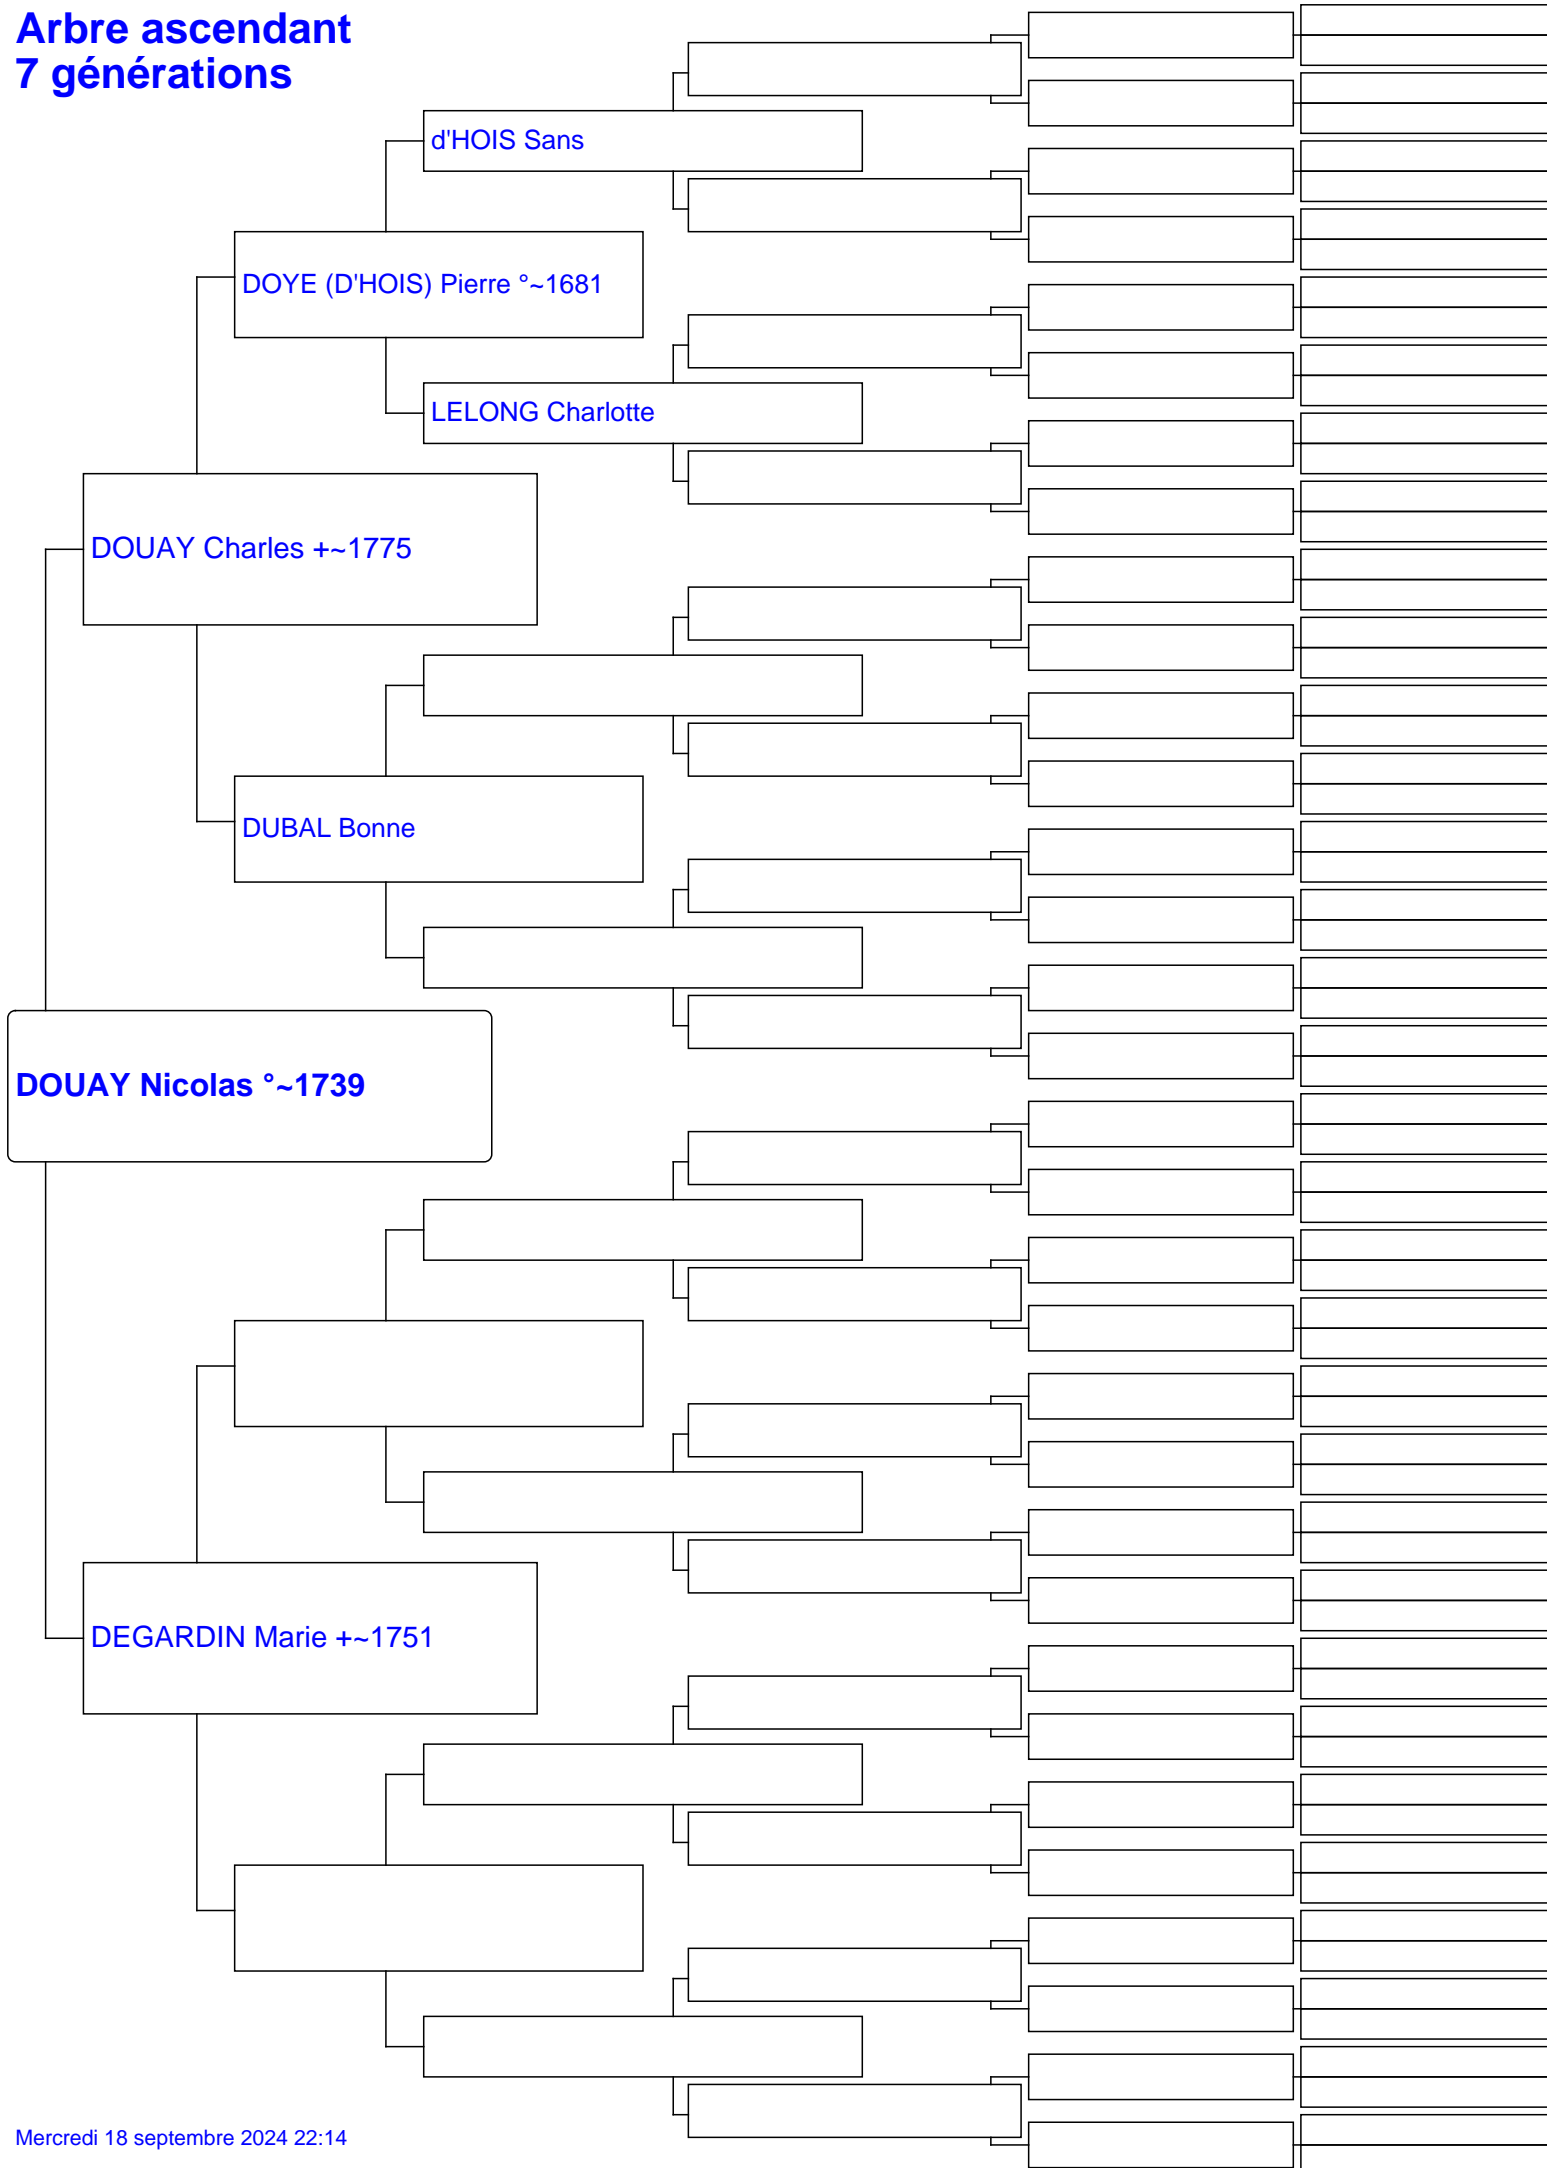 Arbre ascendant
7 générations
d'HOIS Sans
DOYE (D'HOIS) Pierre °~1681
LELONG Charlotte
DOUAY Charles +~1775
DUBAL Bonne
DOUAY Nicolas °~1739
DEGARDIN Marie +~1751
Mercredi 18 septembre 2024 22:14